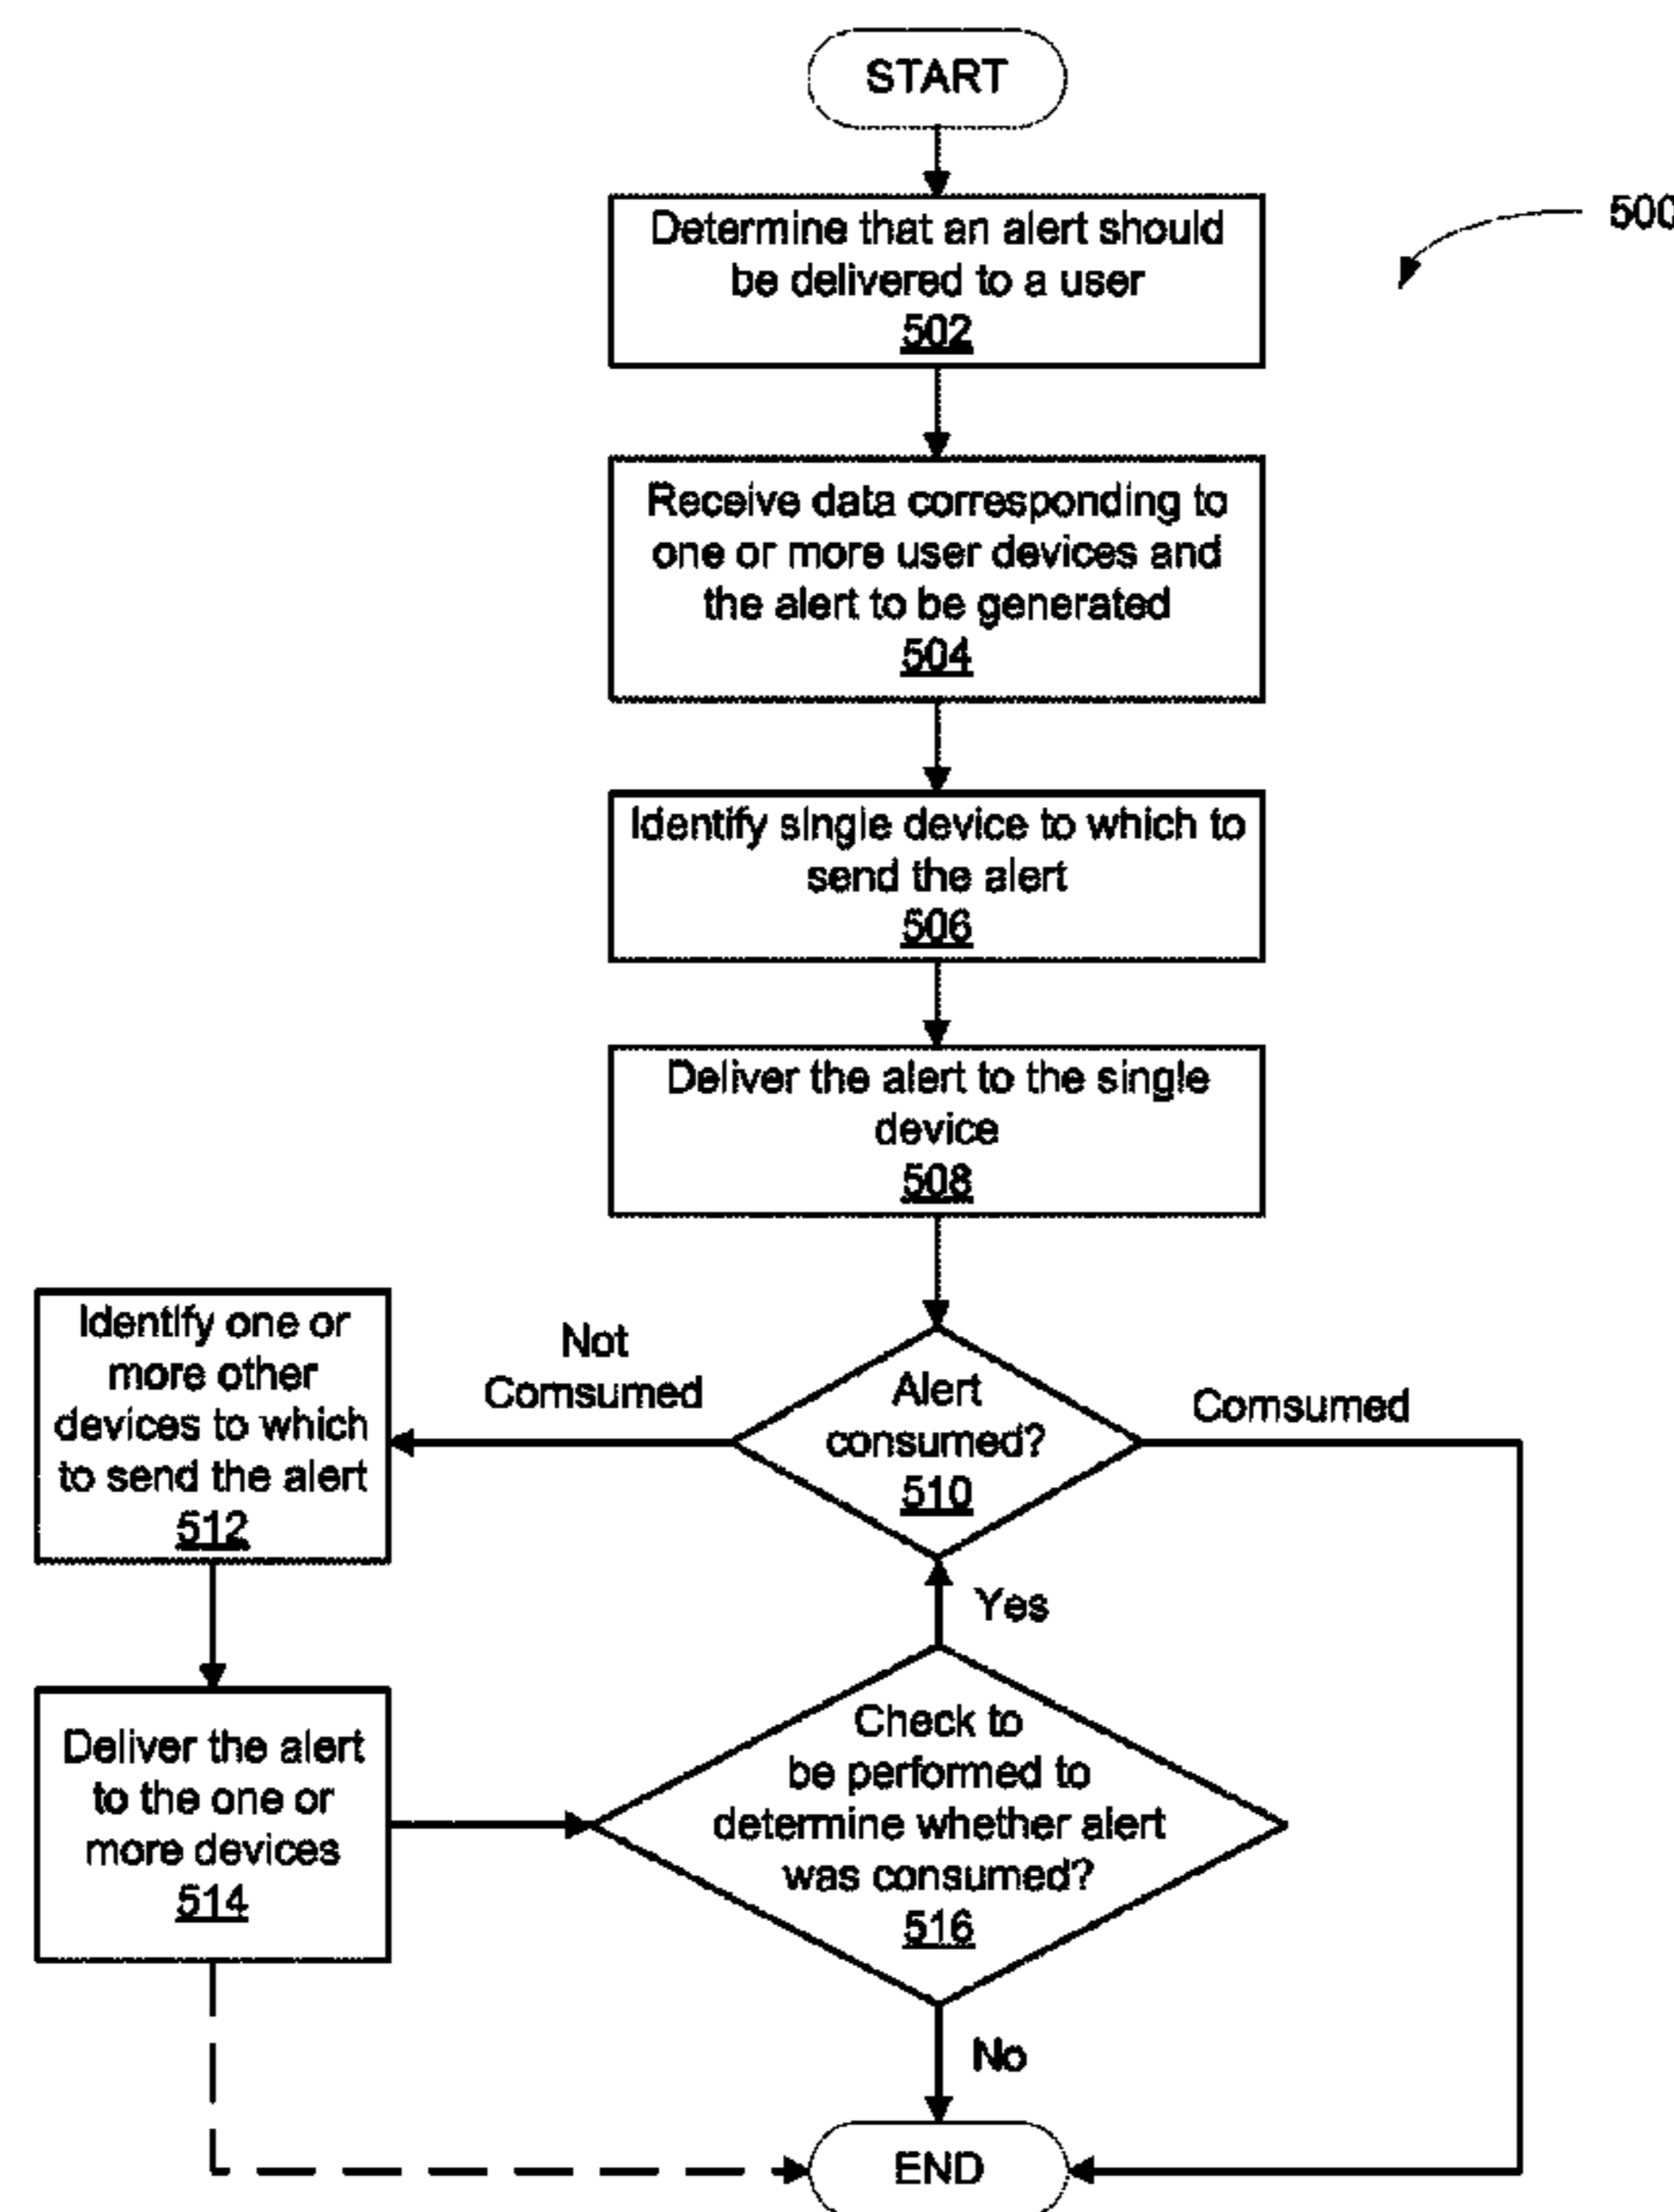 START
500
Determine that an alert should
be delivered to a user
502
Receive data corresponding to
one or more user devices and
the alert to be generated
504
Identify single device to which to
send the alert
506
Deliver the alert to the single
device
508
Identify one or
more other
devices to which
to send the alert
512
Not
Comsumed
Alert
consumed?
510
Comsumed
Yes
Deliver the alert
to the one or
more devices
514
Check to
be performed to
determine whether alert
was consumed?
516
No
END